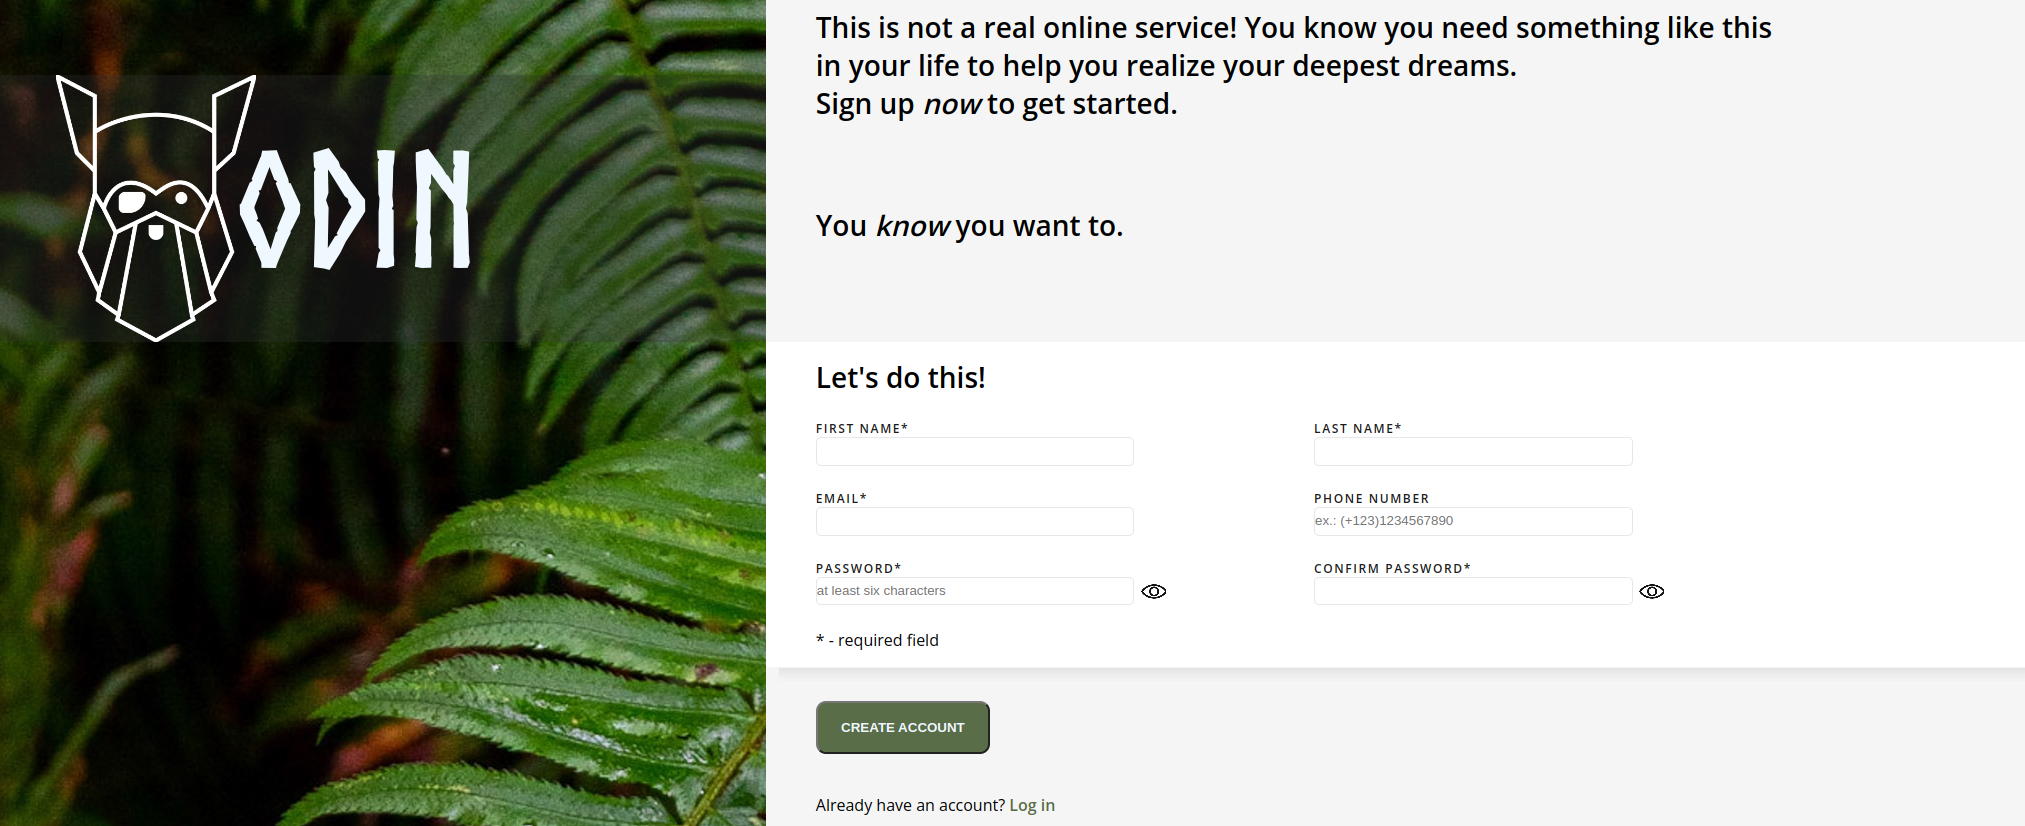 ODIN
This is not a real online service! You know you need something like this
in your life to help you realize your deepest dreams.
Sign up now to get started.
You know you want to.
Let's do this!
FIRST NAME*
LAST NAME*
EMAIL*
PHONE NUMBER
ex.: (+123)1234567890
PASSWORD*
at least six characters
CONFIRM PASSWORD*
* - required field
CREATE ACCOUNT
Already have an account? Log in